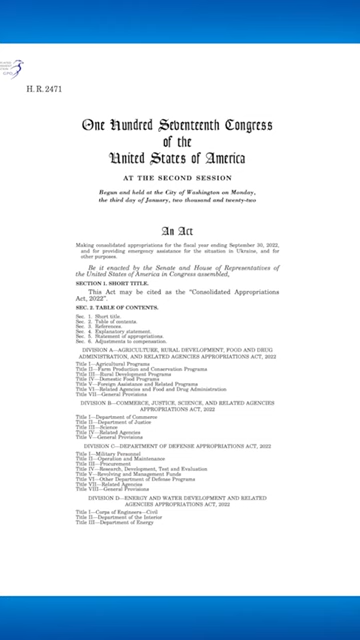 GPO
H. R. 2471
One Hundred Seventeenth Congress
of the
United States of America
AT THE SECOND SESSION
Begun and held at the City of Washington on Monday,
the third day of January, two thousand and twenty-two
An Act
Making consolidated appropriations for the fiscal year ending September 30, 2022,
and for providing emergency assistance for the situation in Ukraine, and for
other purposes.
Be it enacted by the Senate and House of Representatives of
the United States of America in Congress assembled,
SECTION 1. SHORT TITLE.
This Act may be cited as the “Consolidated Appropriations
Act, 2022”.
SEC. 2. TABLE OF CONTENTS.
Sec. 1. Short title.
Sec. 2. Table of contents.
Sec. 3. References.
Sec. 4. Explanatory statement.
Sec. 5. Statement of appropriations.
Sec. 6. Adjustments to compensation.
DIVISION A—AGRICULTURE, RURAL DEVELOPMENT, FOOD AND DRUG
ADMINISTRATION, AND RELATED AGENCIES APPROPRIATIONS ACT, 2022
Title I—Agricultural Programs
Title II—Farm Production and Conservation Programs
Title III—Rural Development Programs
Title IV—Domestic Food Programs
Title V—Foreign Assistance and Related Programs
Title VI—Related Agencies and Food and Drug Administration
Title VII—General Provisions
DIVISION B—COMMERCE, JUSTICE, SCIENCE, AND RELATED AGENCIES
APPROPRIATIONS ACT, 2022
Title I—Department of Commerce
Title II—Department of Justice
Title III—Science
Title IV—Related Agencies
Title V—General Provisions
DIVISION C—DEPARTMENT OF DEFENSE APPROPRIATIONS ACT, 2022
Title I—Military Personnel
Title II—Operation and Maintenance
Title III—Procurement
Title IV—Research, Development, Test and Evaluation
Title V—Revolving and Management Funds
Title VI—Other Department of Defense Programs
Title VII—Related Agencies
Title VIII—General Provisions
DIVISION D—ENERGY AND WATER DEVELOPMENT AND RELATED
AGENCIES APPROPRIATIONS ACT, 2022
Title I—Corps of Engineers—Civil
Title II—Department of the Interior
Title III—Department of Energy